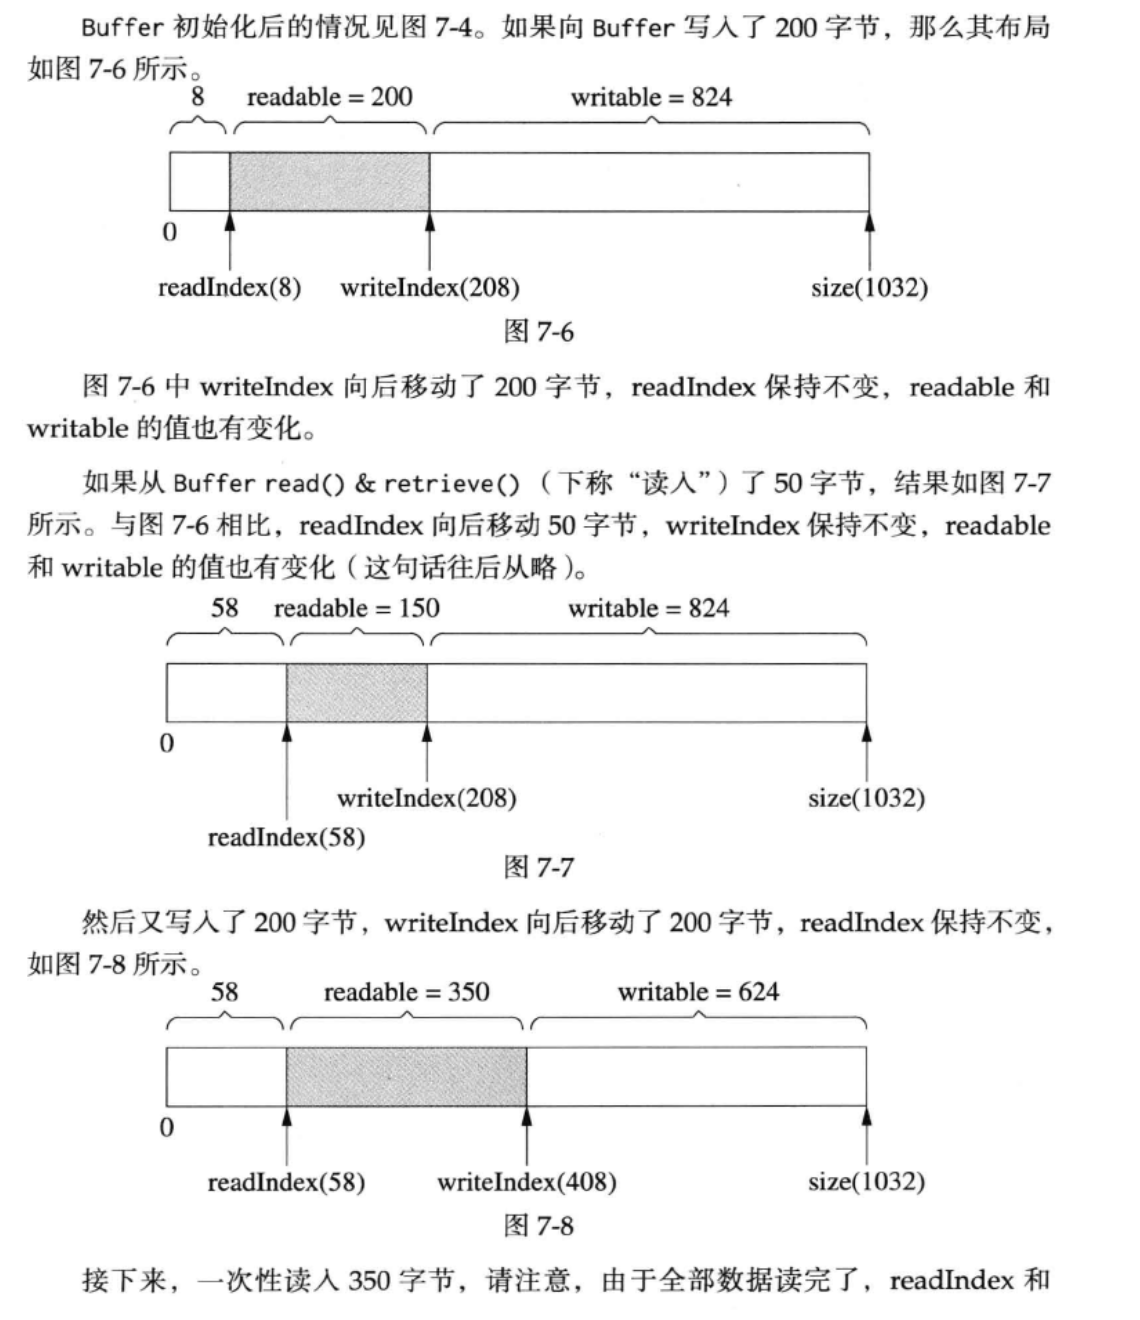 Buffer 初始化后的情况见图 7-4。如果向 Buffer 写入了 200 字节，那么其布局
如图 7-6 所示。
8 readable = 200 writable = 824
0
readIndex(8) writeIndex(208) size(1032)
图 7-6
图 7-6 中 writeIndex 向后移动了 200 字节，readIndex 保持不变，readable 和
writable 的值也有变化。
如果从 Buffer read() & retrieve()（下称“读入”）了 50 字节，结果如图 7-7
所示。与图 7-6 相比，readIndex 向后移动 50 字节，writeIndex 保持不变，readable
和 writable 的值也有变化（这句话往后从略）。
58 readable = 150 writable = 824
0
writeIndex(208) size(1032)
readIndex(58)
图 7-7
然后又写入了 200 字节，writeIndex 向后移动了 200 字节，readIndex 保持不变，
如图 7-8 所示。
58 readable = 350 writable = 624
0
readIndex(58) writeIndex(408) size(1032)
图 7-8
接下来，一次性读入 350 字节，请注意，由于全部数据读完了，readIndex 和